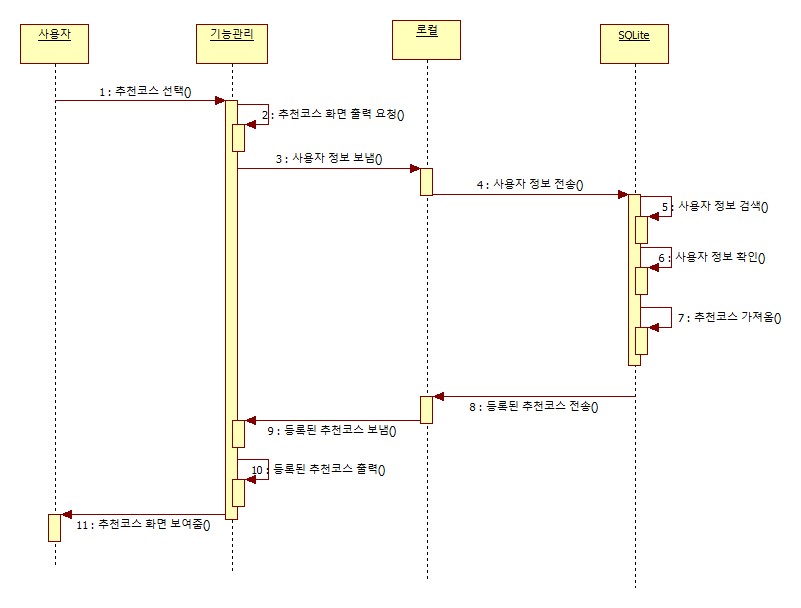 사용자
기능관리
로컬
SQLite
1 : 추천코스 선택()
2 : 추천코스 화면 출력 요청()
3 : 사용자 정보 보냄()
4 : 사용자 정보 전송()
5 : 사용자 정보 검색()
6 : 사용자 정보 확인()
7 : 추천코스 가져옴()
8 : 등록된 추천코스 전송()
9 : 등록된 추천코스 보냄()
10 : 등록된 추천코스 출력()
11 : 추천코스 화면 보여줌()